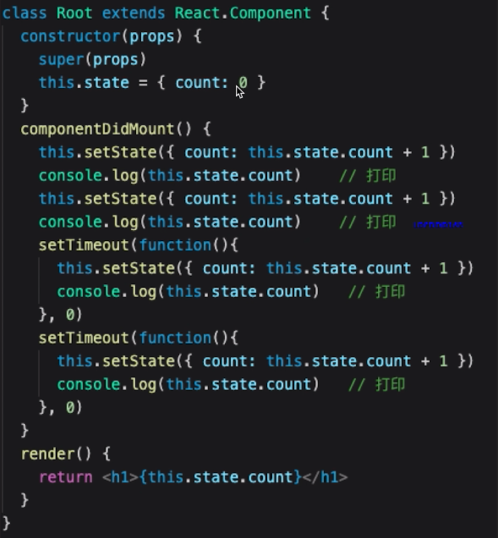 class Root extends React.Component {
constructor(props) {
super(props)
this.state = { count: 0 }
}
componentDidMount() {
this.setState({ count: this.state.count + 1 })
console.log(this.state.count) // 打印
this.setState({ count: this.state.count + 1 })
console.log(this.state.count) // 打印
setTimeout(function(){
this.setState({ count: this.state.count + 1 })
console.log(this.state.count) // 打印
}, 0)
setTimeout(function(){
this.setState({ count: this.state.count + 1 })
console.log(this.state.count) // 打印
}, 0)
}
render() {
return <h1>{this.state.count}</h1>
}
}